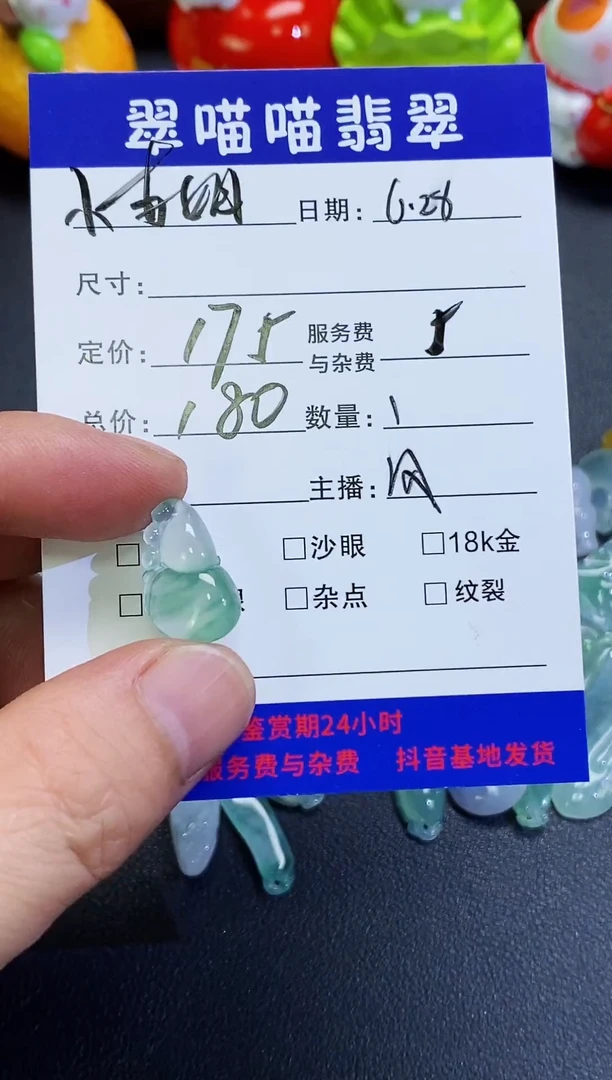 翠喵喵翡翠
日期: 6.28
尺寸:
定价: 175 服务费与杂费 5
总价: 180 数量: 1
主播:
□ □沙眼 □18k金
□ □杂点 □纹裂
鉴赏期24小时
服务费与杂费 抖音基地发货